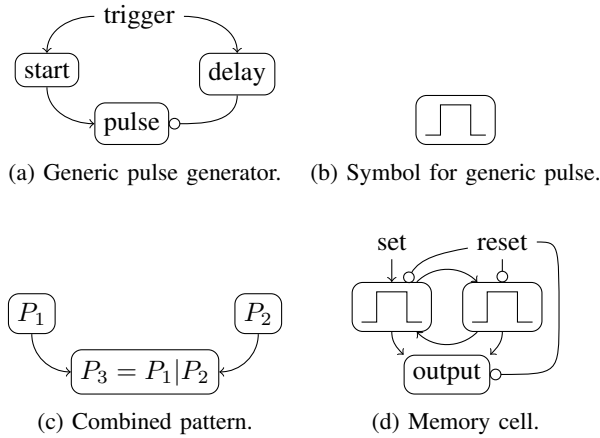 trigger
start
delay
pulse
(a) Generic pulse generator.
(b) Symbol for generic pulse.
set
reset
P₁
P₂
P₃ = P₁|P₂
output
(c) Combined pattern.
(d) Memory cell.